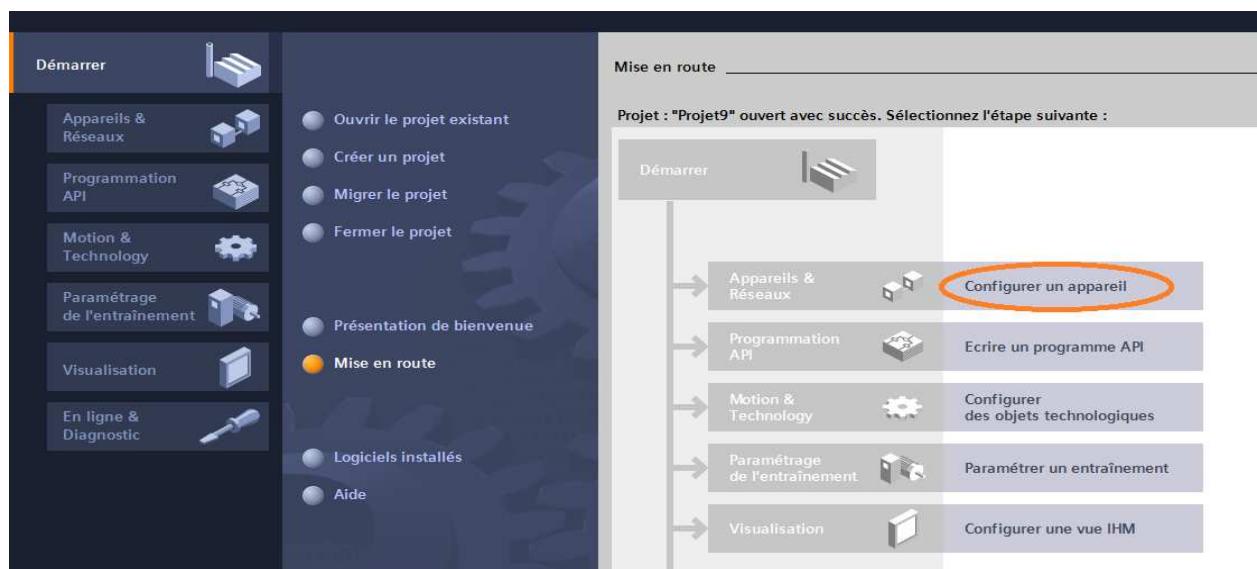 Démarrer
Appareils &
Réseaux
Programmation
API
Motion &
Technology
Paramétrage
de l'entraînement
Visualisation
En ligne &
Diagnostic
Ouvrir le projet existant
Créer un projet
Migrer le projet
Fermer le projet
Présentation de bienvenue
Mise en route
Logiciels installés
Aide
Mise en route
Projet : "Projet9" ouvert avec succès. Sélectionnez l'étape suivante :
Démarrer
Appareils &
Réseaux
Configurer un appareil
Programmation
API
Ecrire un programme API
Motion &
Technology
Configurer
des objets technologiques
Paramétrage
de l'entraînement
Paramétrer un entraînement
Visualisation
Configurer une vue IHM